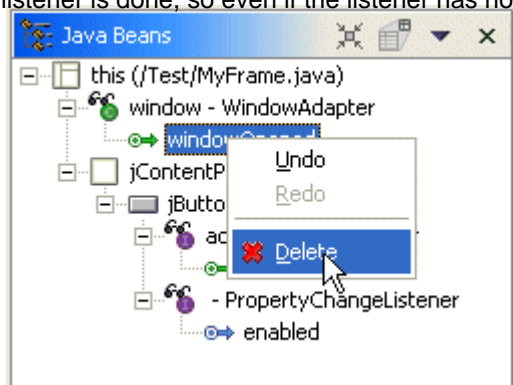 listener is done, so even if the listener has no
Java Beans
this (/Test/MyFrame.java)
window - WindowAdapter
windowOpened
Undo
jContentP
Redo
jButto
ac
Delete
- PropertyChangeListener
enabled